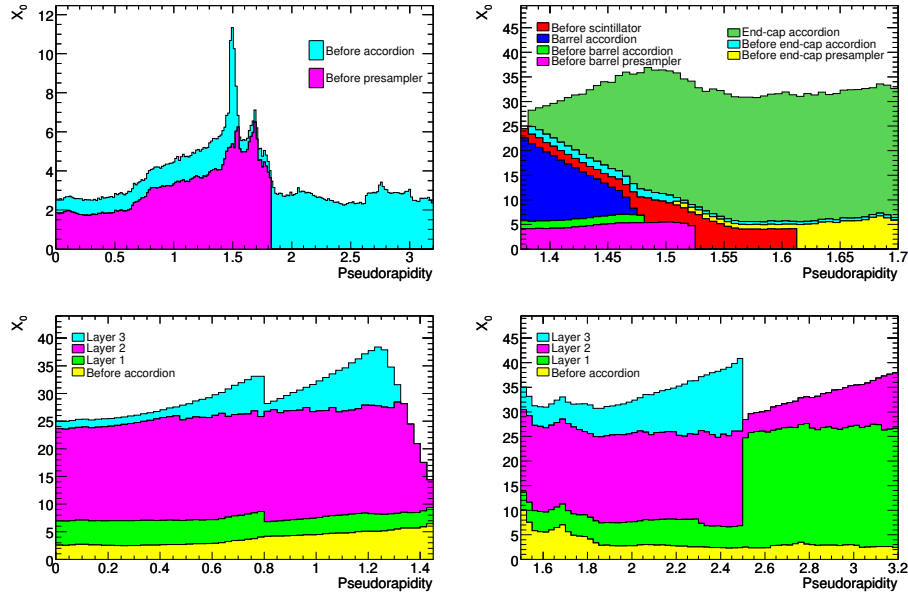 X0
12
10
8
6
4
2
0
Before accordion
Before presampler
0 0.5 1 1.5 2 2.5 3
Pseudorapidity
X0
45
40
35
30
25
20
15
10
5
0
Before scintillator
Barrel accordion
Before barrel accordion
Before barrel presampler
End-cap accordion
Before end-cap accordion
Before end-cap presampler
1.4 1.45 1.5 1.55 1.6 1.65 1.7
Pseudorapidity
X0
40
35
30
25
20
15
10
5
0
Layer 3
Layer 2
Layer 1
Before accordion
0 0.2 0.4 0.6 0.8 1 1.2 1.4
Pseudorapidity
X0
45
40
35
30
25
20
15
10
5
0
Layer 3
Layer 2
Layer 1
Before accordion
1.6 1.8 2 2.2 2.4 2.6 2.8 3 3.2
Pseudorapidity